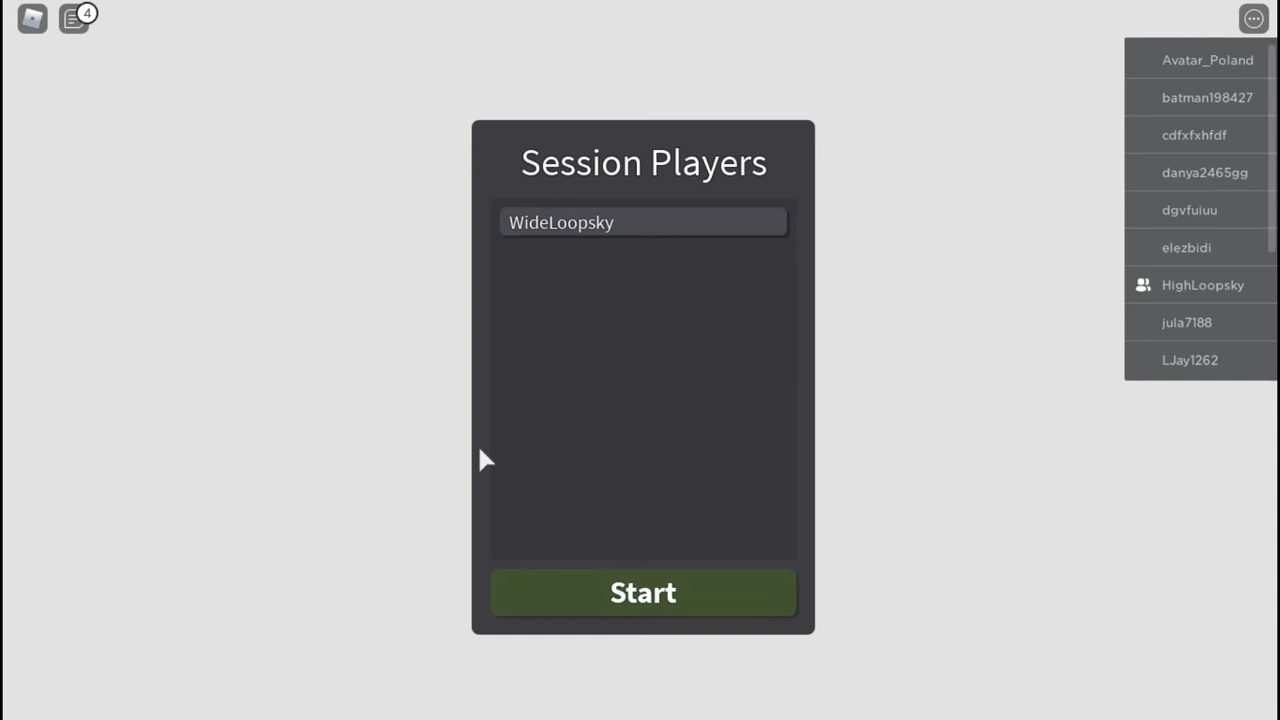 4
Session Players
WideLoopsky
Start
Avatar_Poland
batman198427
cdfxfxhfdf
danya2465gg
dgvfuiuu
elezbidi
HighLoopsky
jula7188
LJay1262